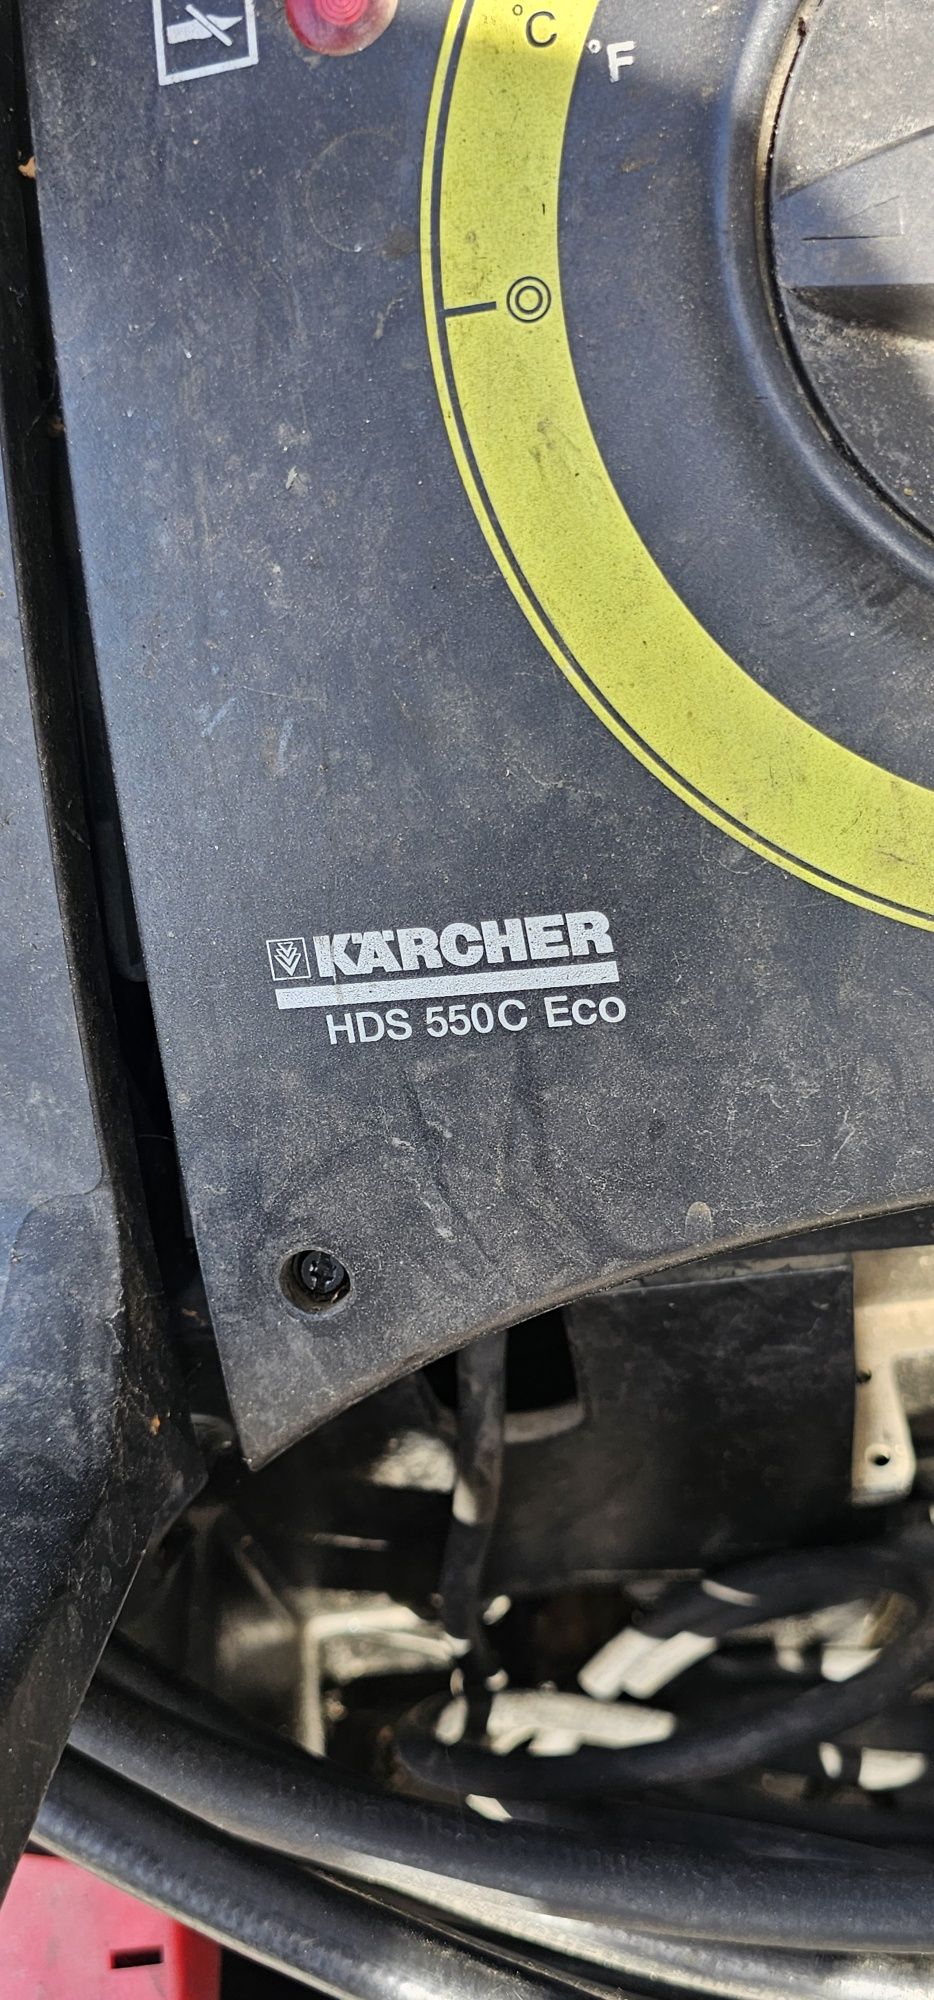 °C
°F
KÄRCHER
HDS 550C Eco